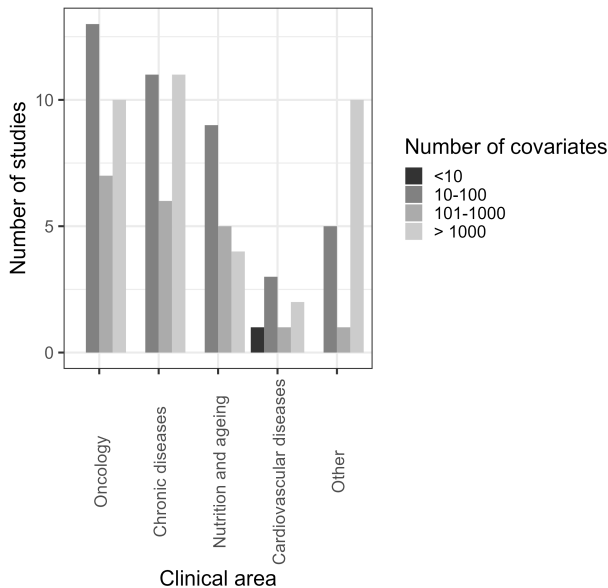 Number of studies
10
5
0
Oncology
Chronic diseases
Nutrition and ageing
Cardiovascular diseases
Other
Clinical area
Number of covariates
<10
10-100
101-1000
> 1000